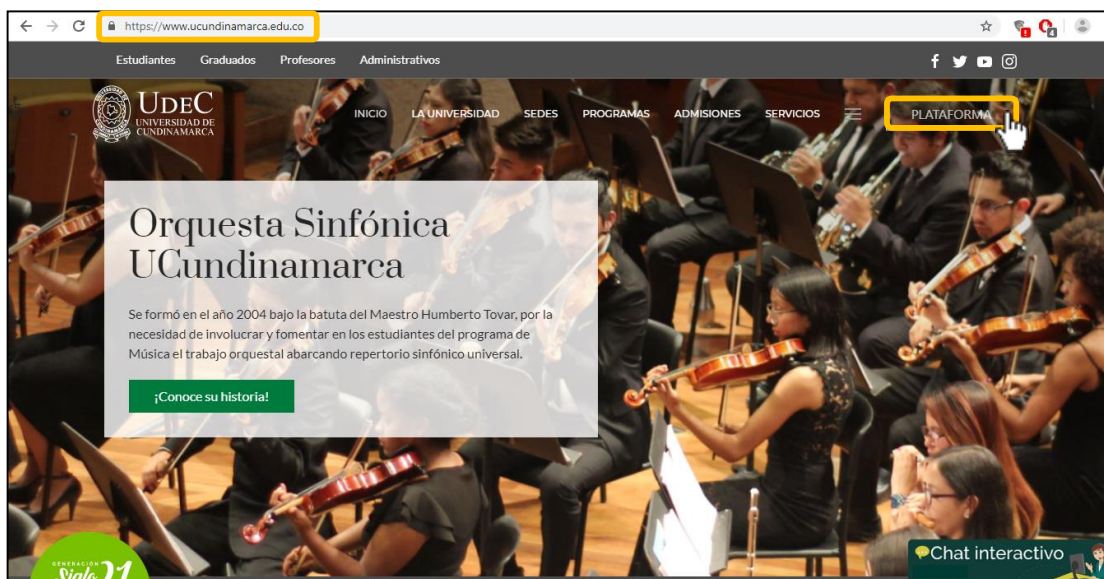 https://www.ucundinamarca.edu.co
4
Estudiantes Graduados Profesores Administrativos
UDEC
UNIVERSIDAD DE
CUNDINAMARCA
INICIO LA UNIVERSIDAD SEDES PROGRAMAS ADMISIONES SERVICIOS PLATAFORMA
Orquesta Sinfónica
UCundinamarca
Se formó en el año 2004 bajo la batuta del Maestro Humberto Tovar, por la
necesidad de involucrar y fomentar en los estudiantes del programa de
Música el trabajo orquestal abarcando repertorio sinfónico universal.
¡Conoce su historia!
GENERACIÓN
Siglo 21
Chat interactivo